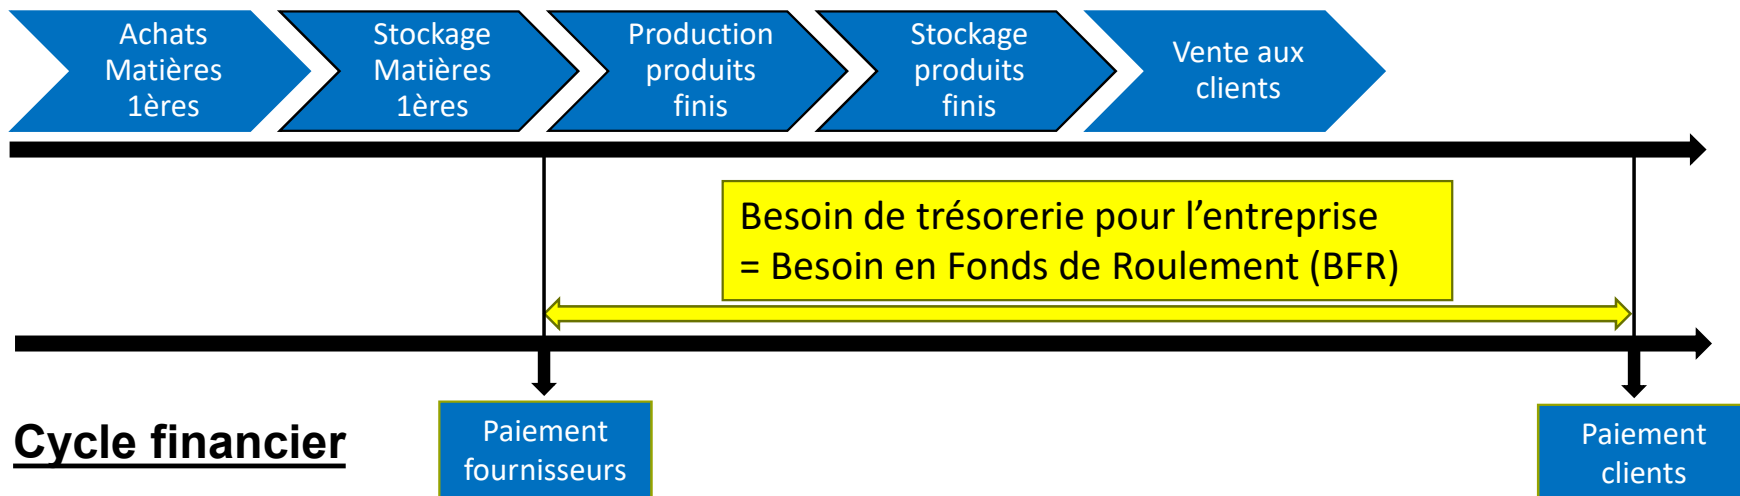 Achats
Matières
1ères
Stockage
Matières
1ères
Production
produits
finis
Stockage
produits
finis
Vente aux
clients
Besoin de trésorerie pour l’entreprise
= Besoin en Fonds de Roulement (BFR)
Cycle financier
Paiement
fournisseurs
Paiement
clients